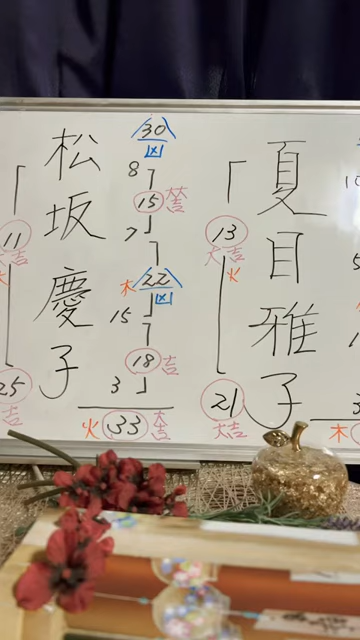 松坂慶子
30
凶
8
15
大吉
7
11
大吉
火
木
22
凶
15
18
吉
3
25
吉
火
33
大吉
夏目雅子
13
大吉
火
21
大吉
木